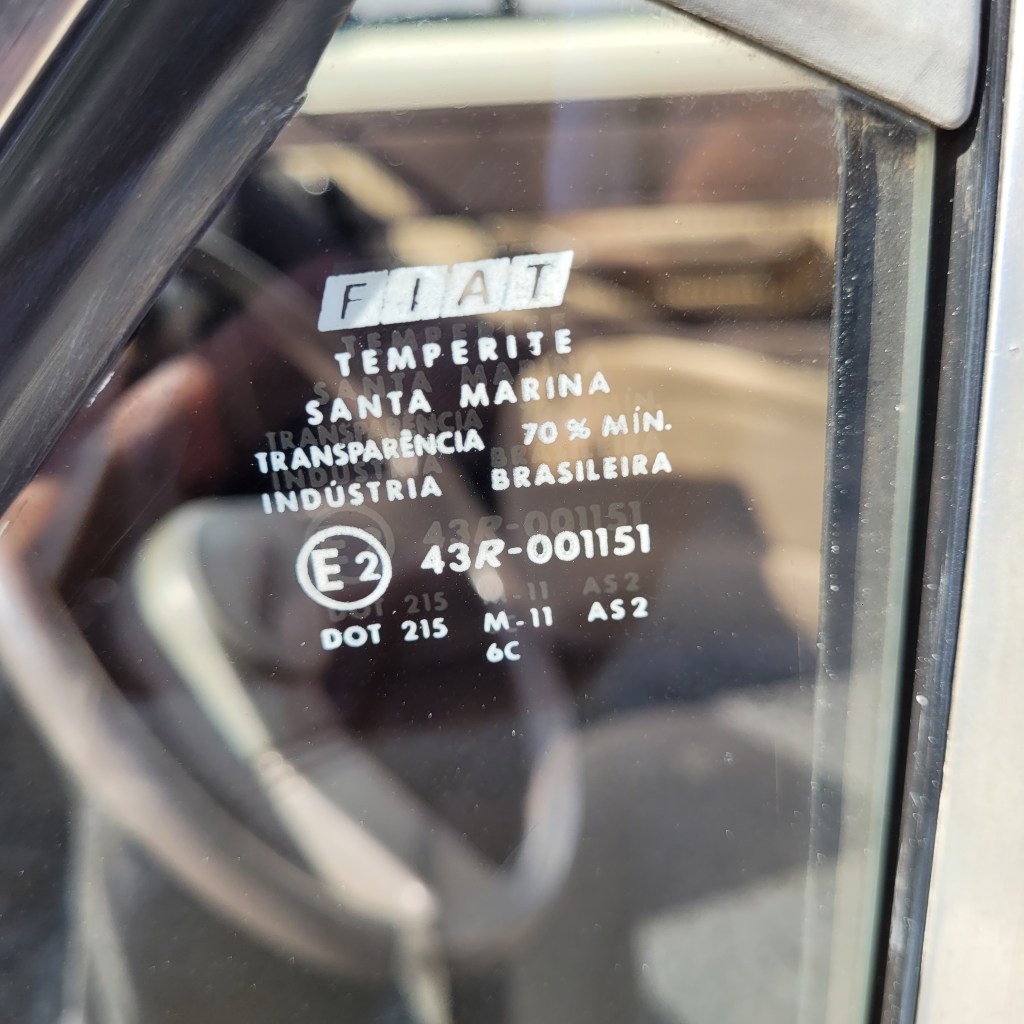 FIAT
TEMPERITE
SANTA MARINA
TRANSPARÊNCIA 70% MÍN.
INDÚSTRIA BRASILEIRA
E2 43R-001151
DOT 215 M-11 AS2
6C